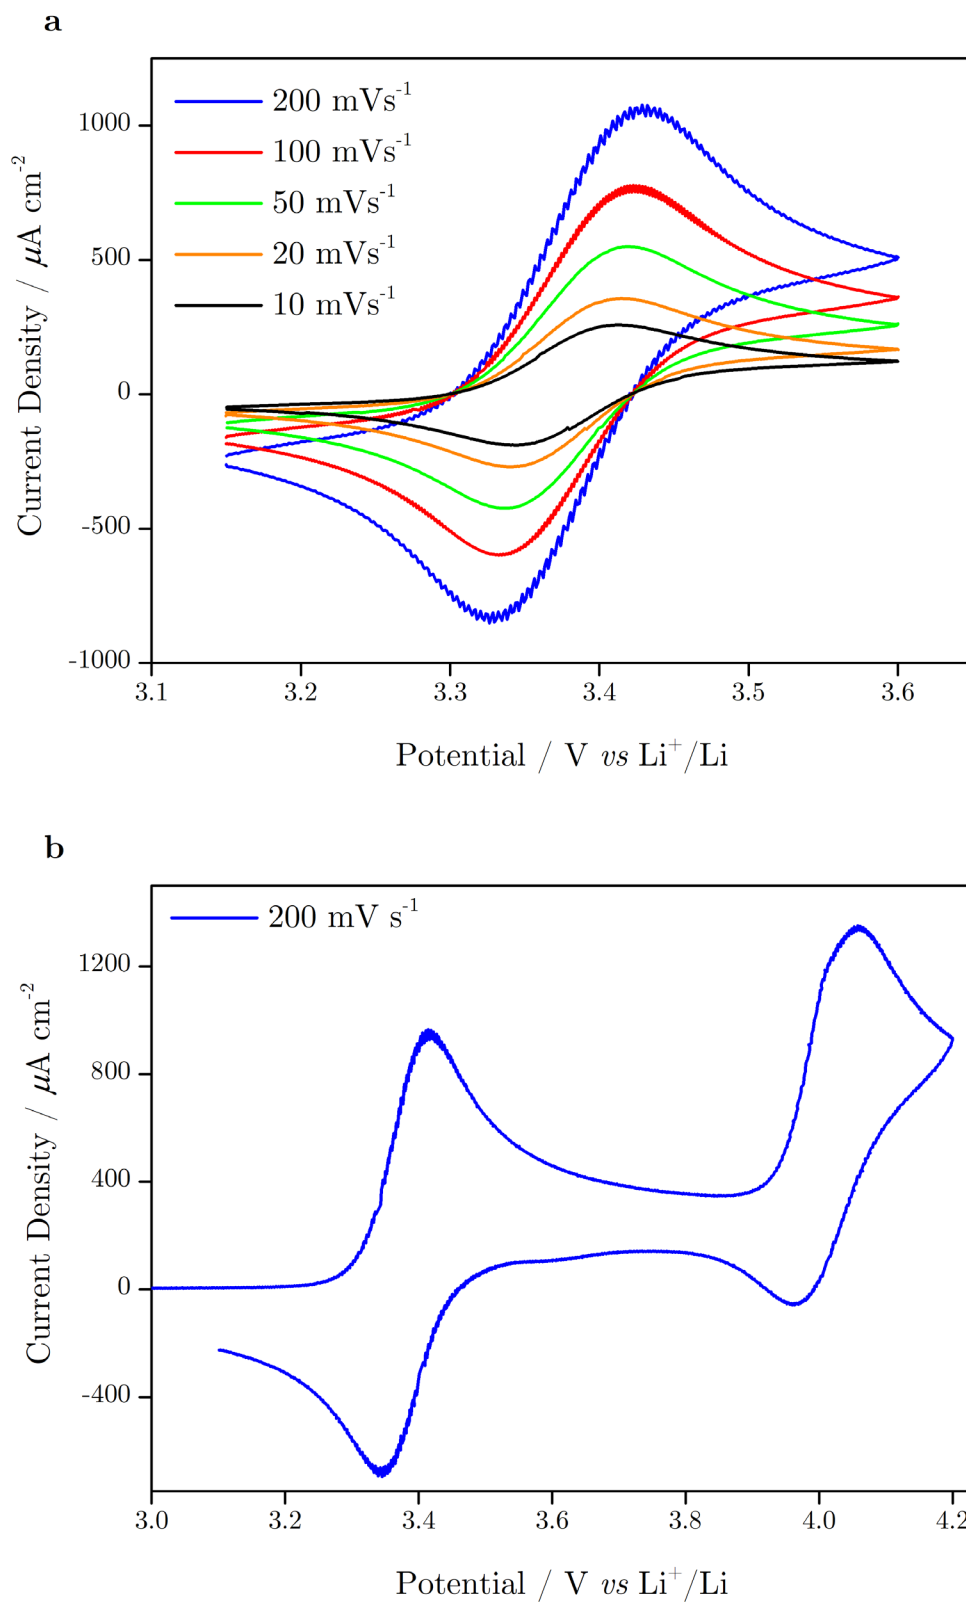 a
200 mVs⁻¹
100 mVs⁻¹
50 mVs⁻¹
20 mVs⁻¹
10 mVs⁻¹
1000
500
0
-500
-1000
Current Density / μA cm⁻²
3.1 3.2 3.3 3.4 3.5 3.6
Potential / V vs Li⁺/Li
b
200 mV s⁻¹
1200
800
400
0
-400
Current Density / μA cm⁻²
3.0 3.2 3.4 3.6 3.8 4.0 4.2
Potential / V vs Li⁺/Li